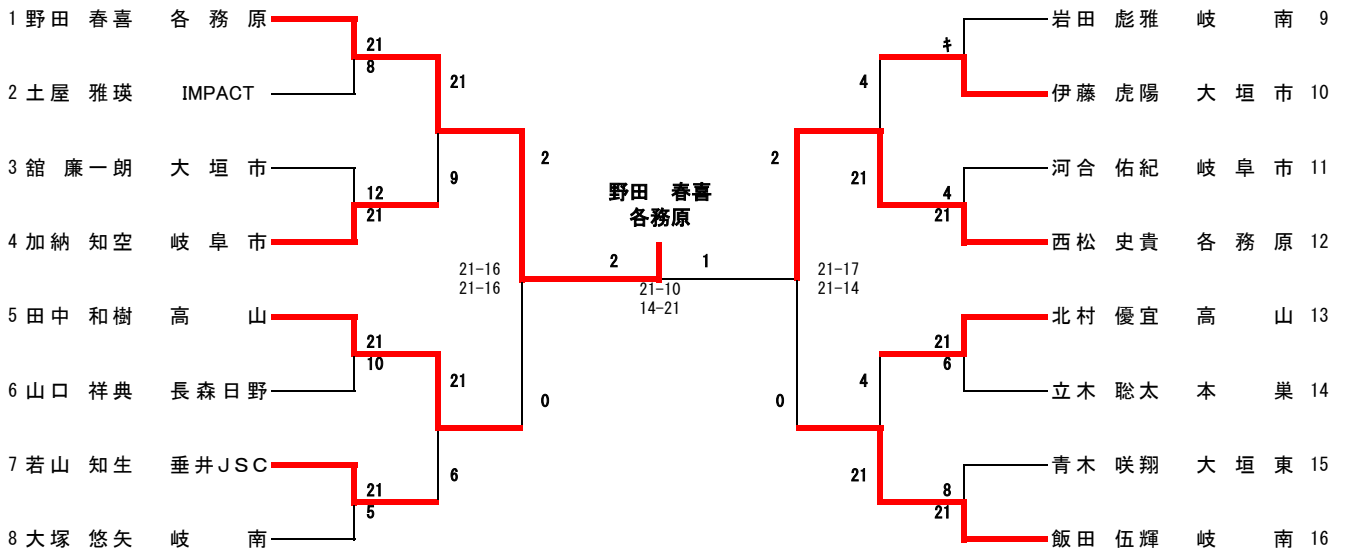 1 野田 春喜 各務原
21
8
2 土屋 雅瑛 IMPACT
21
3 舘 廉一朗 大垣市
12
21
9
4 加納 知空 岐阜市
2
21-16
21-16
5 田中 和樹 高山
21
10
6 山口 祥典 長森日野
21
0
7 若山 知生 垂井JSC
21
5
6
8 大塚 悠矢 岐南
野田 春喜
各務原
2 1
21-10
14-21
岩田 彪雅 岐南 9
キ
4
伊藤 虎陽 大垣市 10
2
21
河合 佑紀 岐阜市 11
4
21
西松 史貴 各務原 12
21-17
21-14
北村 優宜 高山 13
21
6
4
立木 聡太 本巣 14
0
青木 咲翔 大垣東 15
21
8
21
飯田 伍輝 岐南 16